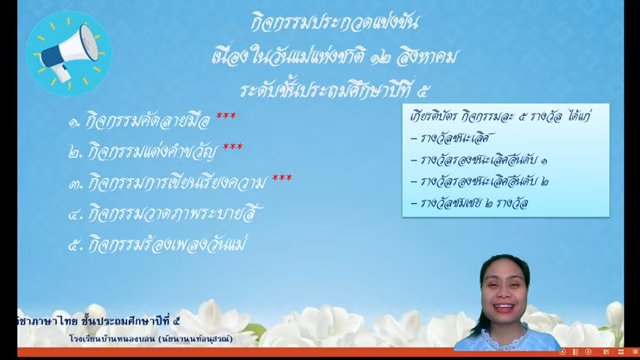 กิจกรรมประกวดแข่งขัน
เนื่องในวันแม่แห่งชาติ ๑๒ สิงหาคม
ระดับชั้นประถมศึกษาปีที่ ๕
๑. กิจกรรมคัดลายมือ ***
๒. กิจกรรมแต่งคำขวัญ ***
๓. กิจกรรมการเขียนเรียงความ ***
๔. กิจกรรมวาดภาพระบายสี
๕. กิจกรรมร้องเพลงวันแม่
เกียรติบัตร กิจกรรมละ ๕ รางวัล ได้แก่
- รางวัลชนะเลิศ
- รางวัลรองชนะเลิศอันดับ ๑
- รางวัลรองชนะเลิศอันดับ ๒
- รางวัลชมเชย ๒ รางวัล
วิชาภาษาไทย ชั้นประถมศึกษาปีที่ ๕
โรงเรียนบ้านหนองบอน (นัยนานนท์อนุสรณ์)